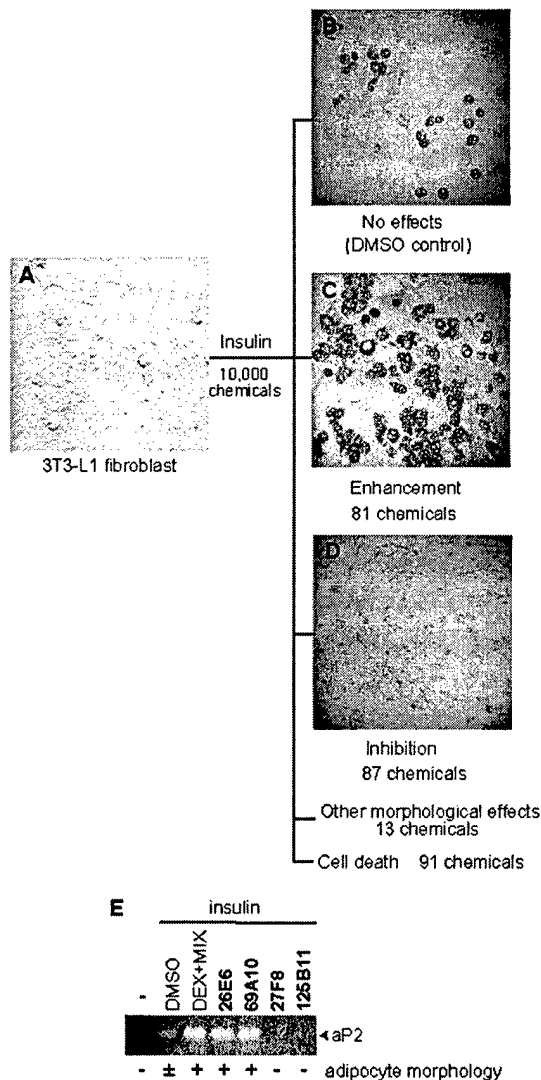 B
No effects
(DMSO control)
A
3T3-L1 fibroblast
Insulin
10,000
chemicals
C
Enhancement
81 chemicals
D
Inhibition
87 chemicals
Other morphological effects
13 chemicals
Cell death 91 chemicals
E
insulin
- DMSO DEX+MIX 26E6 69A10 27F8 125B11
aP2
- ± + + + - - adipocyte morphology